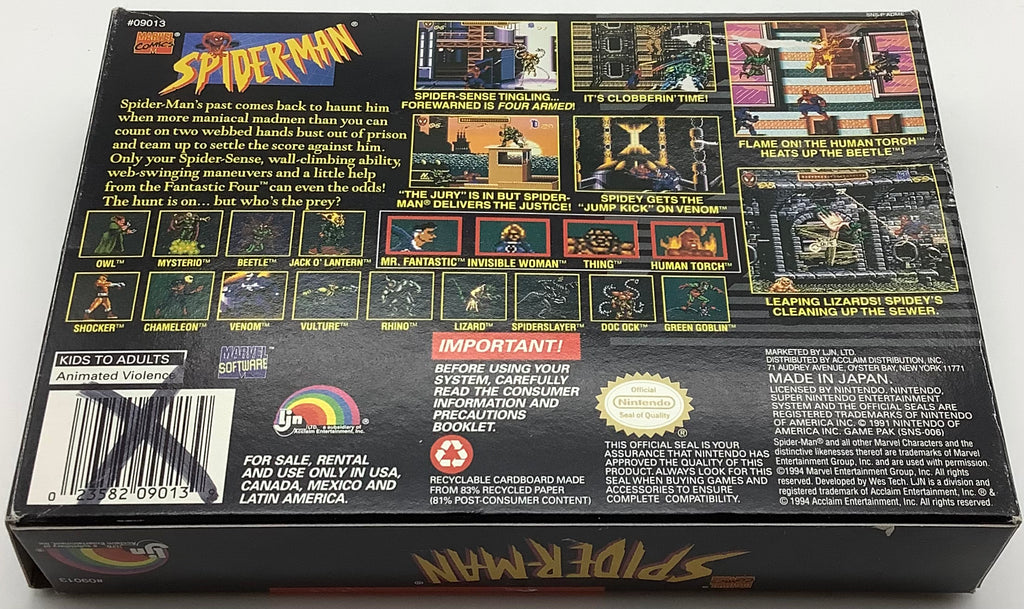 #09013
SNS-P-ADME
MARVEL
COMICS
SPIDER-MAN®
Spider-Man's past comes back to haunt him
when more maniacal madmen than you can
count on two webbed hands bust out of prison
and team up to settle the score against him.
Only your Spider-Sense, wall-climbing ability,
web-swinging maneuvers and a little help
from the Fantastic Four™ can even the odds!
The hunt is on... but who's the prey?
SPIDER-SENSE TINGLING...
FOREWARNED IS FOUR ARMED!
IT'S CLOBBERIN' TIME!
FLAME ON! THE HUMAN TORCH™
HEATS UP THE BEETLE™!
"THE JURY" IS IN BUT SPIDER-
MAN® DELIVERS THE JUSTICE!
SPIDEY GETS THE
"JUMP KICK" ON VENOM™
LEAPING LIZARDS! SPIDEY'S
CLEANING UP THE SEWER.
OWL™
MYSTERIO™
BEETLE™
JACK O' LANTERN™
MR. FANTASTIC™
INVISIBLE WOMAN™
THING™
HUMAN TORCH™
SHOCKER™
CHAMELEON™
VENOM™
VULTURE™
RHINO™
LIZARD™
SPIDERSLAYER™
DOC OCK™
GREEN GOBLIN™
KIDS TO ADULTS
Animated Violence
0 23582 09013 9
MARVEL
SOFTWARE
LJN
LTD. a subsidiary of
Acclaim Entertainment, Inc.
FOR SALE, RENTAL
AND USE ONLY IN USA,
CANADA, MEXICO AND
LATIN AMERICA.
IMPORTANT!
BEFORE USING YOUR
SYSTEM, CAREFULLY
READ THE CONSUMER
INFORMATION AND
PRECAUTIONS
BOOKLET.
RECYCLABLE CARDBOARD MADE
FROM 83% RECYCLED PAPER
(81% POST-CONSUMER CONTENT)
Official
Nintendo
Seal of Quality
®
THIS OFFICIAL SEAL IS YOUR
ASSURANCE THAT NINTENDO HAS
APPROVED THE QUALITY OF THIS
PRODUCT. ALWAYS LOOK FOR THIS
SEAL WHEN BUYING GAMES AND
ACCESSORIES TO ENSURE
COMPLETE COMPATIBILITY.
MARKETED BY LJN, LTD.
DISTRIBUTED BY ACCLAIM DISTRIBUTION, INC.
71 AUDREY AVENUE, OYSTER BAY, NEW YORK 11771
MADE IN JAPAN.
LICENSED BY NINTENDO, NINTENDO,
SUPER NINTENDO ENTERTAINMENT
SYSTEM AND THE OFFICIAL SEALS ARE
REGISTERED TRADEMARKS OF NINTENDO
OF AMERICA INC. © 1991 NINTENDO OF
AMERICA INC. GAME PAK (SNS-006)
Spider-Man® and all other Marvel Characters and the
distinctive likenesses thereof are trademarks of Marvel
Entertainment Group, Inc. and are used with permission.
©1994 Marvel Entertainment Group, Inc. All rights
reserved. Developed by Wes Tech. LJN is a division and
registered trademark of Acclaim Entertainment, Inc. ® &
© 1994 Acclaim Entertainment, Inc. All rights reserved.
LJN
#09013
SPIDER-MAN®